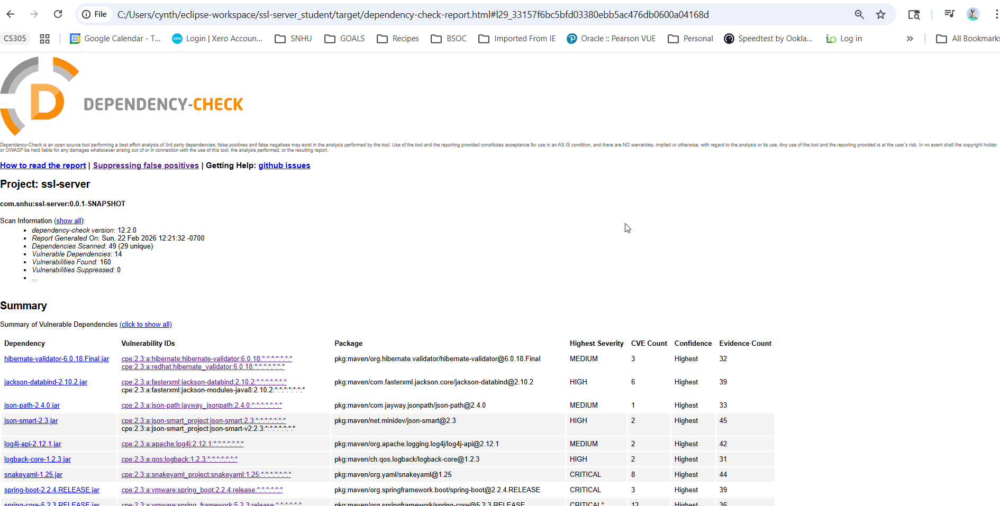 File
C:/Users/cynth/eclipse-workspace/ssl-server_student/target/dependency-check-report.html#l29_33157f6bc5bfd03380ebb5ac476db0600a04168d
CS305
22 Google Calendar - T...
xero Login | Xero Accoun...
SNHU
GOALS
Recipes
BSOC
Imported From IE
Oracle :: Pearson VUE
Personal
Speedtest by Ookla...
Log in
»
All Bookmarks
D DEPENDENCY-CHECK
Dependency-Check is an open source tool performing a best effort analysis of 3rd party dependencies; false positives and false negatives may exist in the analysis performed by the tool. Use of the tool and the reporting provided constitutes acceptance for use in an AS IS condition, and there are NO warranties, implied or otherwise, with regard to the analysis or its use. Any use of the tool and the reporting provided is at the user's risk. In no event shall the copyright holder
or OWASP be held liable for any damages whatsoever arising out of or in connection with the use of this tool, the analysis performed, or the resulting report.
How to read the report | Suppressing false positives | Getting Help: github issues
Project: ssl-server
com.snhu:ssl-server:0.0.1-SNAPSHOT
Scan Information (show all):
• dependency-check version: 12.2.0
• Report Generated On: Sun, 22 Feb 2026 12:21:32 -0700
• Dependencies Scanned: 49 (29 unique)
• Vulnerable Dependencies: 14
• Vulnerabilities Found: 160
• Vulnerabilities Suppressed: 0
• ...
Summary
Summary of Vulnerable Dependencies (click to show all)
Dependency Vulnerability IDs Package Highest Severity CVE Count Confidence Evidence Count
hibernate-validator-6.0.18.Final.jar cpe:2.3:a:hibernate:hibernate-validator:6.0.18:*:*:*:*:*:*:* pkg:maven/org.hibernate.validator/hibernate-validator@6.0.18.Final MEDIUM 3 Highest 32
cpe:2.3:a:redhat:hibernate_validator:6.0.18:*:*:*:*:*:*:*
jackson-databind-2.10.2.jar cpe:2.3:a:fasterxml:jackson-databind:2.10.2:*:*:*:*:*:*:* pkg:maven/com.fasterxml.jackson.core/jackson-databind@2.10.2 HIGH 6 Highest 39
cpe:2.3:a:fasterxml:jackson-modules-java8:2.10.2:*:*:*:*:*:*:*
json-path-2.4.0.jar cpe:2.3:a:json-path:jayway_jsonpath:2.4.0:*:*:*:*:*:*:* pkg:maven/com.jayway.jsonpath/json-path@2.4.0 MEDIUM 1 Highest 33
json-smart-2.3.jar cpe:2.3:a:json-smart_project:json-smart:2.3:*:*:*:*:*:*:* pkg:maven/net.minidev/json-smart@2.3 HIGH 2 Highest 45
cpe:2.3:a:json-smart_project:json-smart-v2:2.3:*:*:*:*:*:*:*
log4j-api-2.12.1.jar cpe:2.3:a:apache:log4j:2.12.1:*:*:*:*:*:*:* pkg:maven/org.apache.logging.log4j/log4j-api@2.12.1 MEDIUM 2 Highest 42
logback-core-1.2.3.jar cpe:2.3:a:qos:logback:1.2.3:*:*:*:*:*:*:* pkg:maven/ch.qos.logback/logback-core@1.2.3 HIGH 2 Highest 31
snakeyaml-1.25.jar cpe:2.3:a:snakeyaml_project:snakeyaml:1.25:*:*:*:*:*:*:* pkg:maven/org.yaml/snakeyaml@1.25 CRITICAL 8 Highest 44
spring-boot-2.2.4.RELEASE.jar cpe:2.3:a:vmware:spring_boot:2.2.4:release:*:*:*:*:*:* pkg:maven/org.springframework.boot/spring-boot@2.2.4.RELEASE CRITICAL 3 Highest 39
spring-core-5.2.3.RELEASE.jar cpe:2.3:a:vmware:spring_framework:5.2.3:release:*:*:*:*:*:* pkg:maven/org.springframework/spring-core@5.2.3.RELEASE CRITICAL* 12 Highest 36